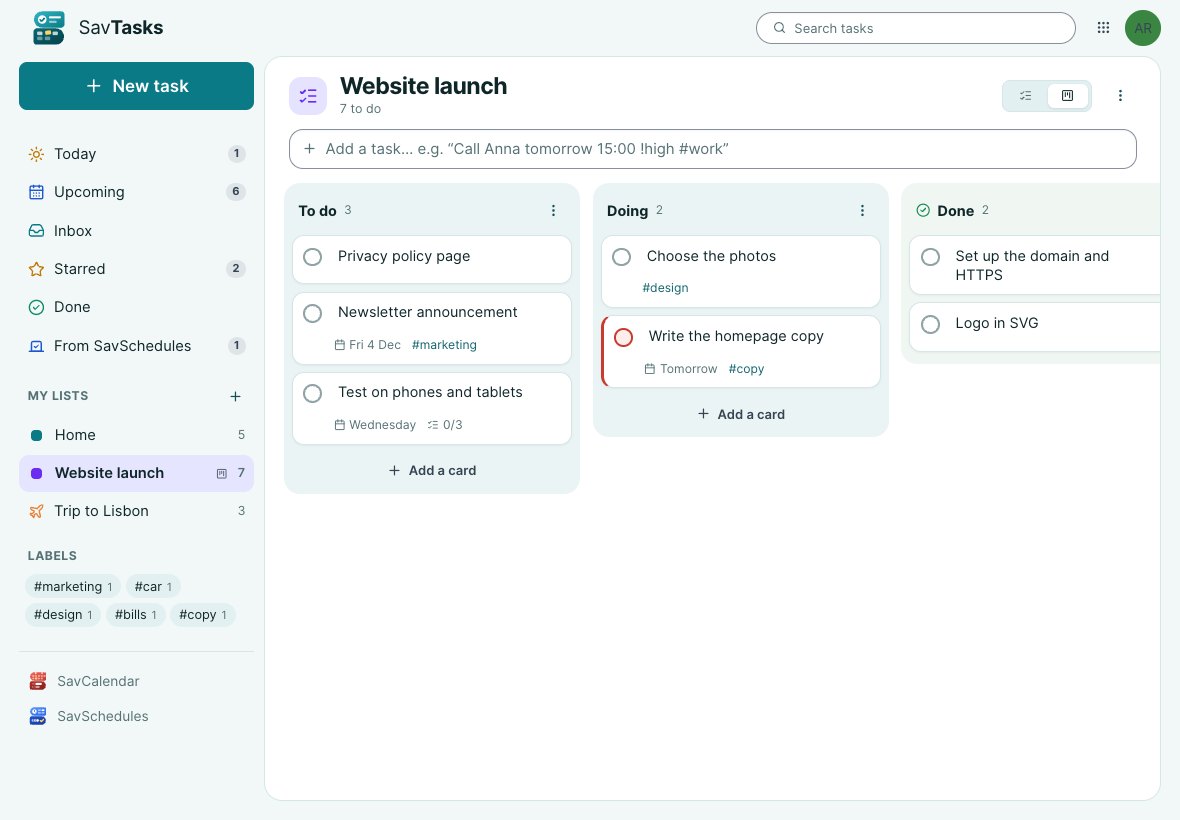 SavTasks
Search tasks
AR
New task
Today 1
Upcoming 6
Inbox
Starred 2
Done
From SavSchedules 1
MY LISTS
Home 5
Website launch 7
Trip to Lisbon 3
LABELS
#marketing 1 #car 1
#design 1 #bills 1 #copy 1
SavCalendar
SavSchedules
Website launch
7 to do
Add a task… e.g. “Call Anna tomorrow 15:00 !high #work”
To do 3
Privacy policy page
Newsletter announcement
Fri 4 Dec #marketing
Test on phones and tablets
Wednesday 0/3
Add a card
Doing 2
Choose the photos
#design
Write the homepage copy
Tomorrow #copy
Add a card
Done 2
Set up the domain and
HTTPS
Logo in SVG